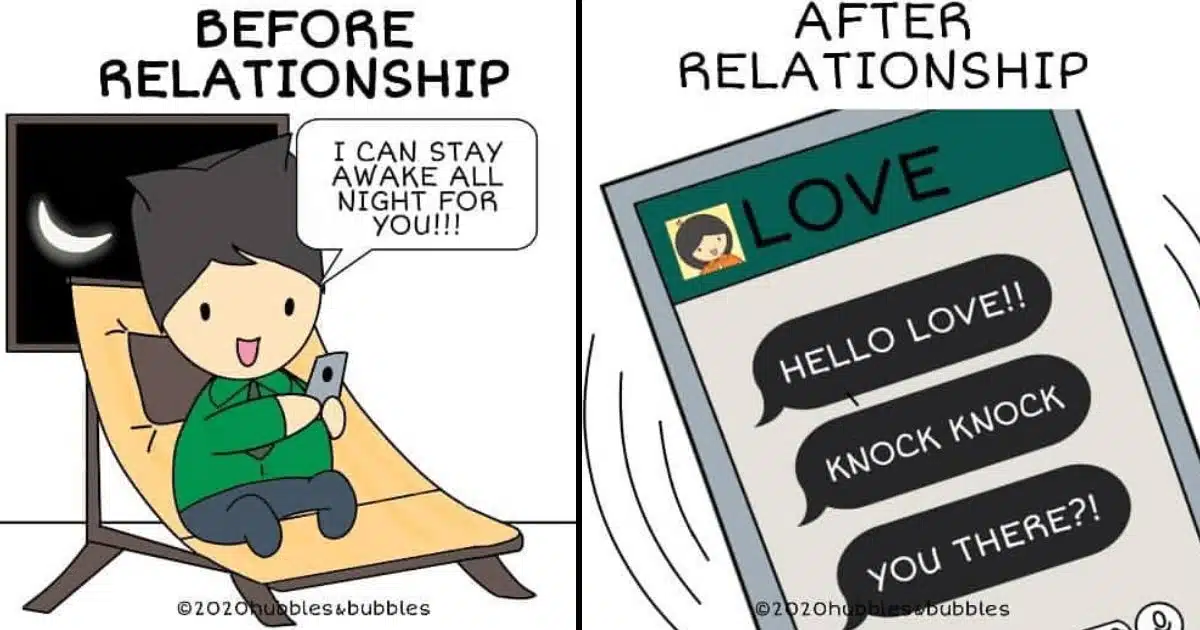 BEFORE
RELATIONSHIP
I CAN STAY
AWAKE ALL
NIGHT FOR
YOU!!!
©2020hubbles&bubbles
AFTER
RELATIONSHIP
LOVE
HELLO LOVE!!
KNOCK KNOCK
YOU THERE?!
©2020hubbles&bubbles